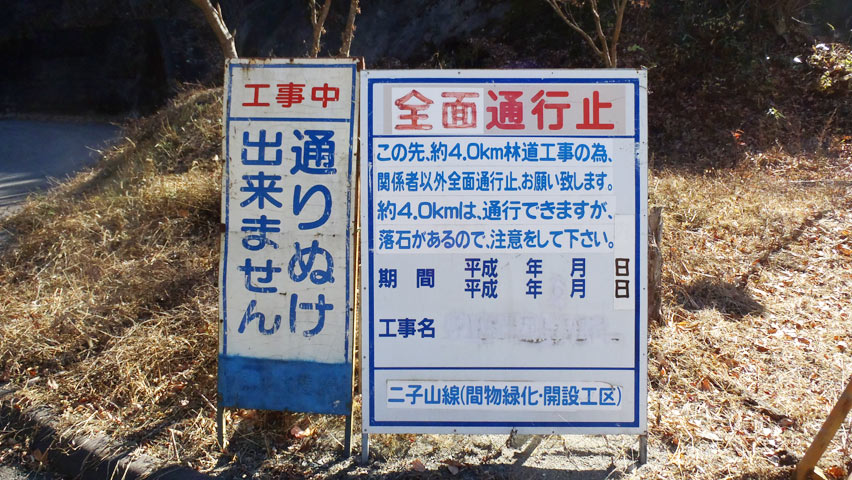 工事中
通りぬけ
出来ません
全面通行止
この先、約4.0km林道工事の為、
関係者以外全面通行止、お願い致します。
約4.0kmは、通行できますが、
落石があるので、注意をして下さい。
期間 平成 年 月 日
平成 年 月 日
工事名
二子山線(間物緑化・開設工区)